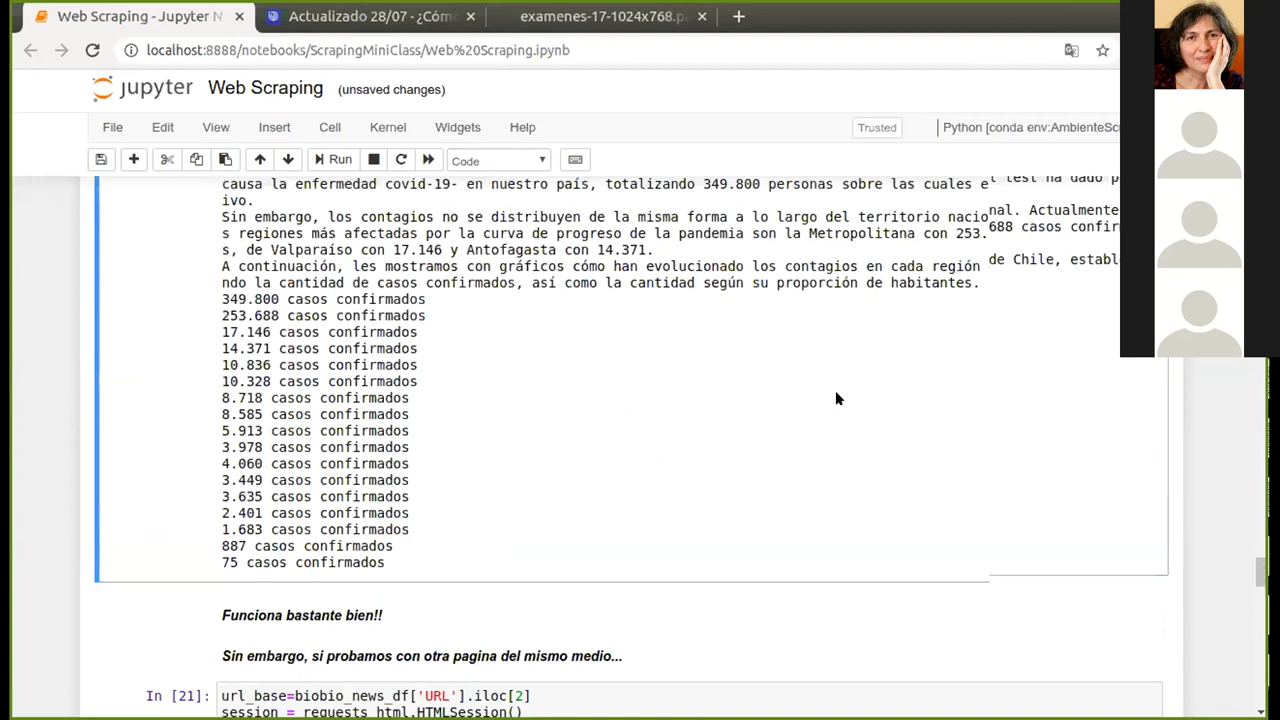 Web Scraping - Jupyter N
Actualizado 28/07 - ¿Cóm
examenes-17-1024x768.p
localhost:8888/notebooks/ScrapingMiniClass/Web%20Scraping.ipynb
jupyter Web Scraping (unsaved changes)
File Edit View Insert Cell Kernel Widgets Help Trusted Python [conda env:AmbienteScr
Run Code
causa la enfermedad covid-19- en nuestro país, totalizando 349.800 personas sobre las cuales e
t test ha dado p
ivo.
Sin embargo, los contagios no se distribuyen de la misma forma a lo largo del territorio nacio
nal. Actualmente
s regiones más afectadas por la curva de progreso de la pandemia son la Metropolitana con 253.
688 casos confir
s, de Valparaíso con 17.146 y Antofagasta con 14.371.
A continuación, les mostramos con gráficos cómo han evolucionado los contagios en cada región
de Chile, estable
ndo la cantidad de casos confirmados, así como la cantidad según su proporción de habitantes.
349.800 casos confirmados
253.688 casos confirmados
17.146 casos confirmados
14.371 casos confirmados
10.836 casos confirmados
10.328 casos confirmados
8.718 casos confirmados
8.585 casos confirmados
5.913 casos confirmados
3.978 casos confirmados
4.060 casos confirmados
3.449 casos confirmados
3.635 casos confirmados
2.401 casos confirmados
1.683 casos confirmados
887 casos confirmados
75 casos confirmados
Funciona bastante bien!!
Sin embargo, si probamos con otra pagina del mismo medio...
In [21]: url_base=biobio_news_df['URL'].iloc[2]
session = requests_html.HTMLSession()